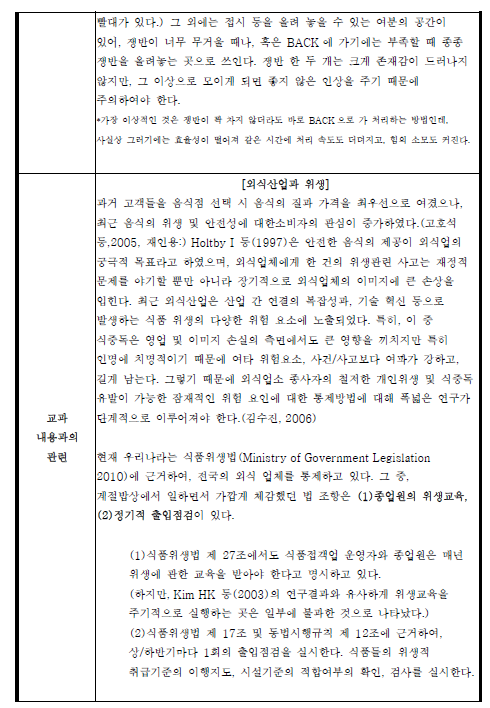 빨대가 있다.) 그 외에는 접시 등을 올려 놓을 수 있는 여분의 공간이
있어, 쟁반이 너무 무거울 때나, 혹은 BACK에 가기에는 부족할 때 종종
쟁반을 올려놓는 곳으로 쓰인다. 쟁반 한 두 개는 크게 존재감이 드러나지
않지만, 그 이상으로 모이게 되면 좋지 않은 인상을 주기 때문에
주의하여야 한다.
*가장 이상적인 것은 쟁반이 꽉 차지 않더라도 바로 BACK으로 가 처리하는 방법인데,
사실상 그러기에는 효율성이 떨어져 같은 시간에 처리 속도도 더뎌지고, 힘의 소모도 커진다.
[외식산업과 위생]
과거 고객들을 음식점 선택 시 음식의 질과 가격을 최우선으로 여겼으나,
최근 음식의 위생 및 안전성에 대한소비자의 관심이 증가하였다.(고호석
등,2005, 재인용:) Holtby I 등(1997)은 안전한 음식의 제공이 외식업의
궁극적 목표라고 하였으며, 외식업체에게 한 건의 위생관련 사고는 재정적
문제를 야기할 뿐만 아니라 장기적으로 외식업체의 이미지에 큰 손상을
입힌다. 최근 외식산업은 산업 간 연결의 복잡성과, 기술 혁신 등으로
발생하는 식품 위생의 다양한 위험 요소에 노출되었다. 특히, 이 중
식중독은 영업 및 이미지 손실의 측면에서도 큰 영향을 끼치지만 특히
인명에 치명적이기 때문에 여타 위험요소, 사건/사고보다 여파가 강하고,
길게 남는다. 그렇기 때문에 외식업소 종사자의 철저한 개인위생 및 식중독
유발이 가능한 잠재적인 위험 요인에 대한 통제방법에 대해 폭넓은 연구가
단계적으로 이루어져야 한다.(김수진, 2006)
교과
내용과의
관련
현재 우리나라는 식품위생법(Ministry of Government Legislation
2010)에 근거하여, 전국의 외식 업체를 통제하고 있다. 그 중,
계절밥상에서 일하면서 가깝게 체감했던 법 조항은 (1)종업원의 위생교육,
(2)정기적 출입점검이 있다.
(1)식품위생법 제 27조에서도 식품접객업 운영자와 종업원은 매년
위생에 관한 교육을 받아야 한다고 명시하고 있다.
(하지만, Kim HK 등(2003)의 연구결과와 유사하게 위생교육을
주기적으로 실행하는 곳은 일부에 불과한 것으로 나타났다.)
(2)식품위생법 제 17조 및 동법시행규칙 제 12조에 근거하여,
상/하반기마다 1회의 출입점검을 실시한다. 식품들의 위생적
취급기준의 이행지도, 시설기준의 적합여부의 확인, 검사를 실시한다.